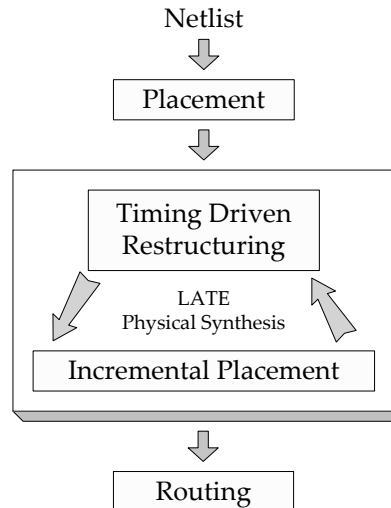 Netlist
Placement
Timing Driven
Restructuring
LATE
Physical Synthesis
Incremental Placement
Routing